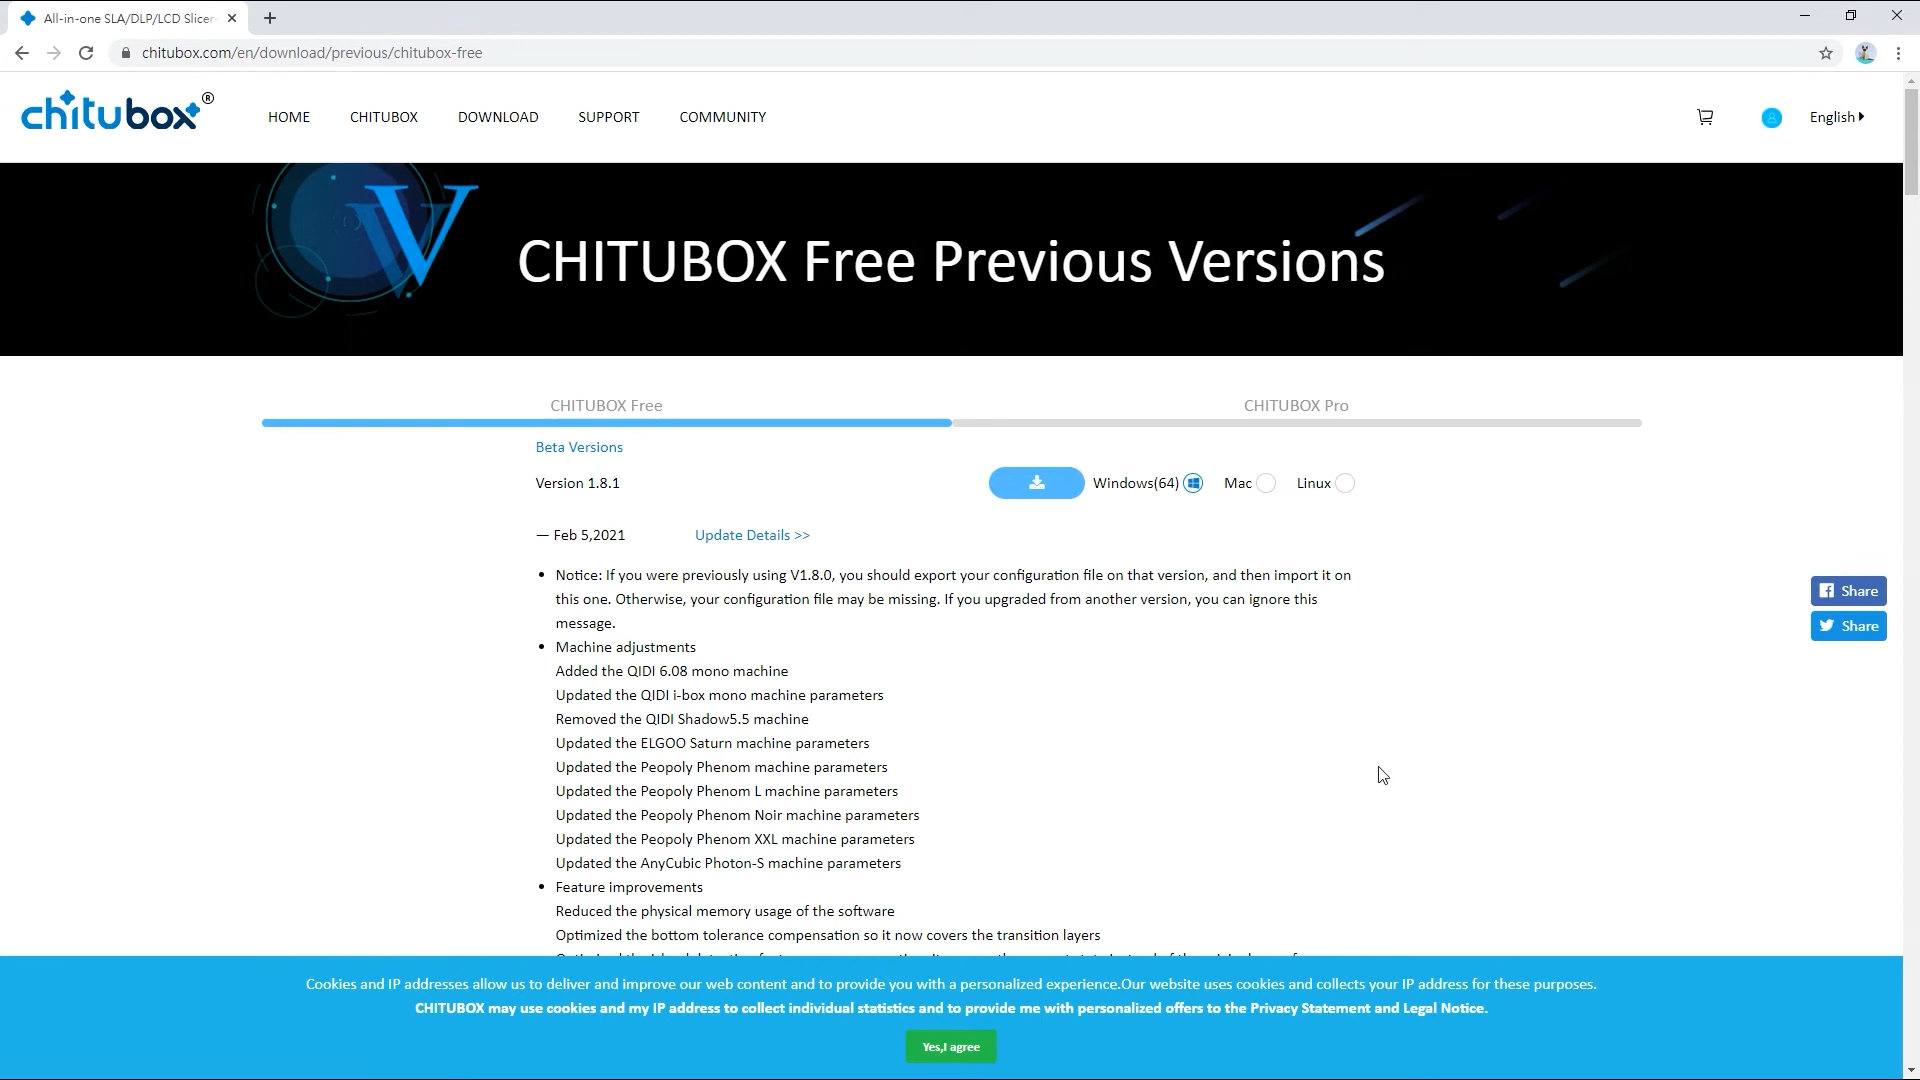 All-in-one SLA/DLP/LCD Slicer
chitubox.com/en/download/previous/chitubox-free
chitubox®
HOME
CHITUBOX
DOWNLOAD
SUPPORT
COMMUNITY
English
V
CHITUBOX Free Previous Versions
CHITUBOX Free
CHITUBOX Pro
Beta Versions
Version 1.8.1
Windows(64)
Mac
Linux
— Feb 5,2021
Update Details >>
• Notice: If you were previously using V1.8.0, you should export your configuration file on that version, and then import it on
this one. Otherwise, your configuration file may be missing. If you upgraded from another version, you can ignore this
message.
• Machine adjustments
Added the QIDI 6.08 mono machine
Updated the QIDI i-box mono machine parameters
Removed the QIDI Shadow5.5 machine
Updated the ELGOO Saturn machine parameters
Updated the Peopoly Phenom machine parameters
Updated the Peopoly Phenom L machine parameters
Updated the Peopoly Phenom Noir machine parameters
Updated the Peopoly Phenom XXL machine parameters
Updated the AnyCubic Photon-S machine parameters
• Feature improvements
Reduced the physical memory usage of the software
Optimized the bottom tolerance compensation so it now covers the transition layers
Share
Share
Cookies and IP addresses allow us to deliver and improve our web content and to provide you with a personalized experience.Our website uses cookies and collects your IP address for these purposes.
CHITUBOX may use cookies and my IP address to collect individual statistics and to provide me with personalized offers to the Privacy Statement and Legal Notice.
Yes,I agree